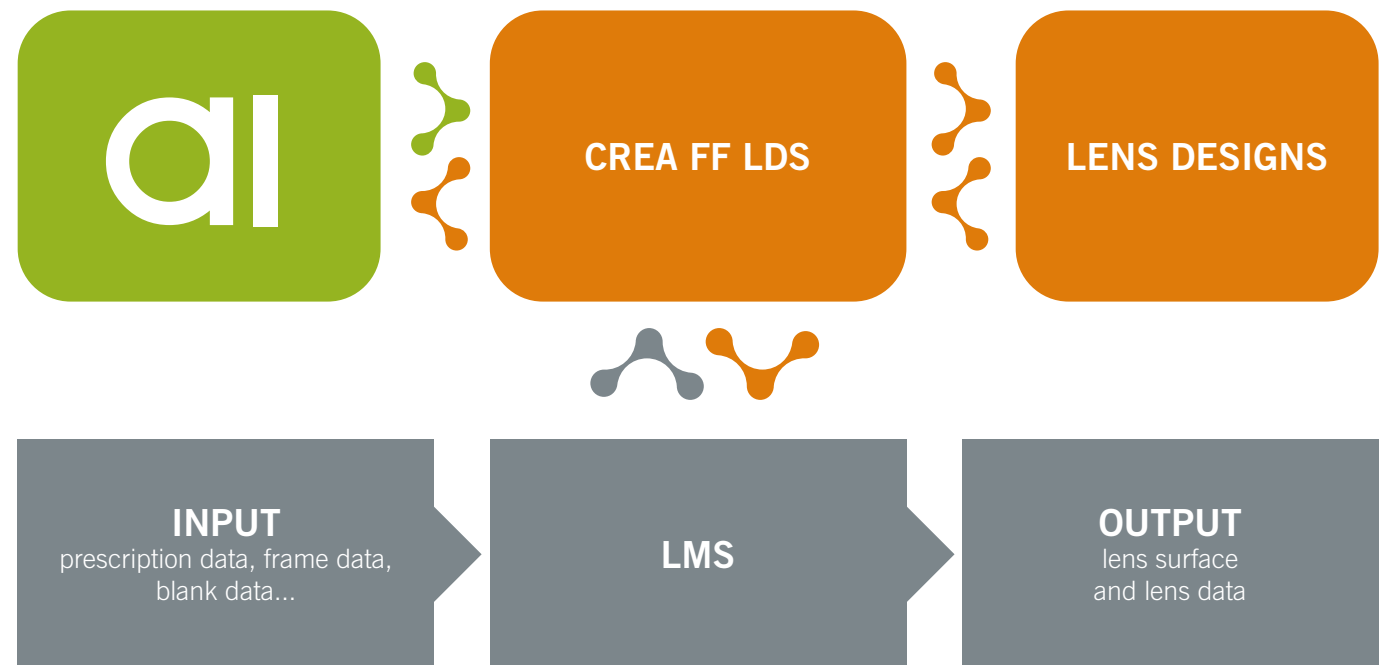 al
CREA FF LDS
LENS DESIGNS
INPUT
prescription data, frame data,
blank data...
LMS
OUTPUT
lens surface
and lens data